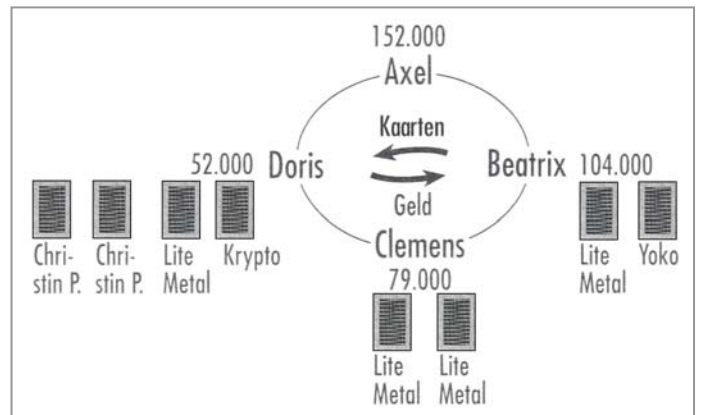 152.000
Axel
Kaarten
52.000 Doris
Beatrix 104.000
Geld
Clemens
79.000
Chri-
stin P.
Chri-
stin P.
Lite
Metal
Krypto
Lite
Metal
Yoko
Lite
Metal
Lite
Metal